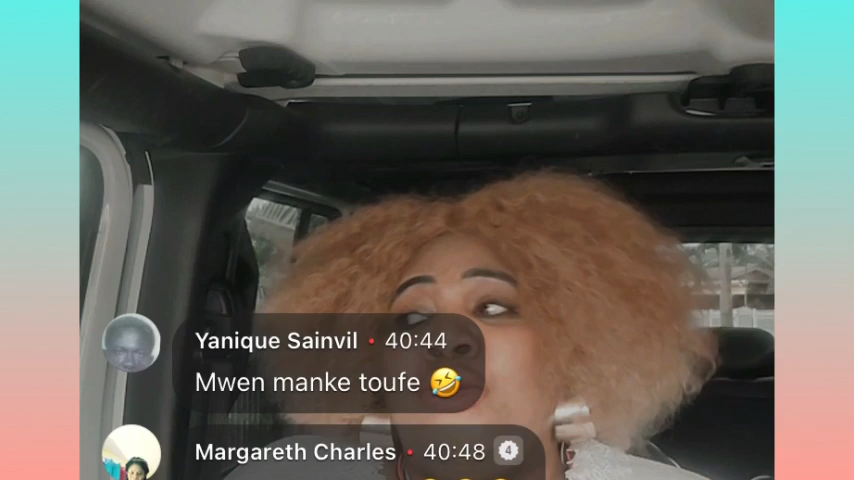 Yanique Sainvil • 40:44
Mwen manke toufe 🤣
Margareth Charles • 40:48 4